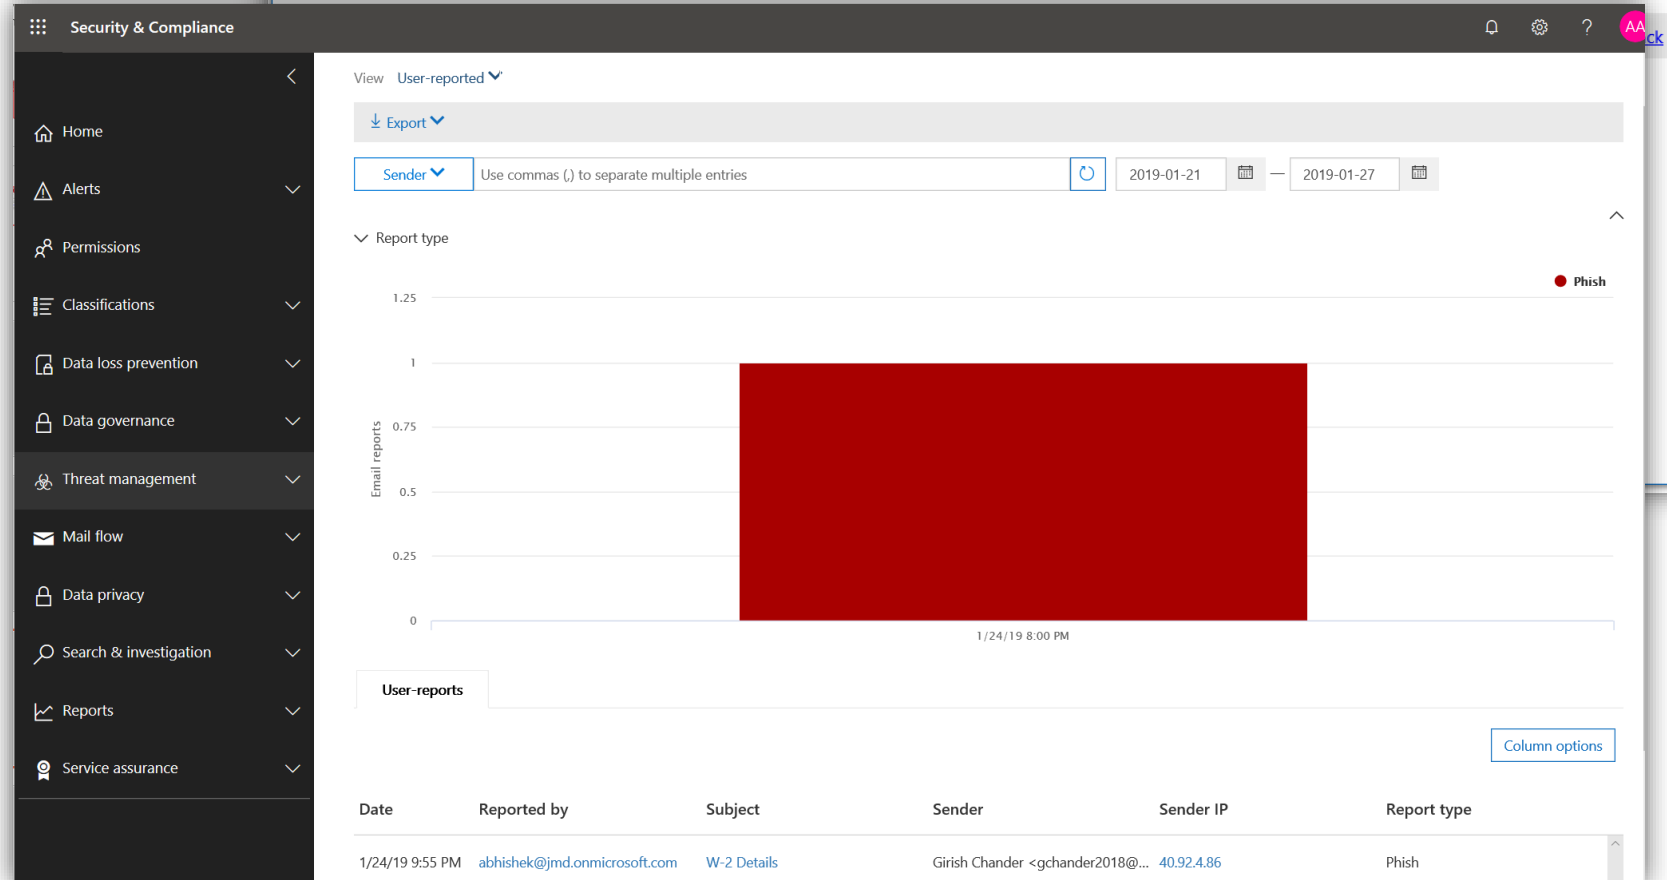 Security & Compliance
?
AA
ck
Home
Alerts
Permissions
Classifications
Data loss prevention
Data governance
Threat management
Mail flow
Data privacy
Search & investigation
Reports
Service assurance
View User-reported
Export
Sender Use commas (,) to separate multiple entries 2019-01-21 — 2019-01-27
Report type
Phish
1.25
1
0.75
0.5
0.25
0
Email reports
1/24/19 8:00 PM
User-reports
Column options
Date Reported by Subject Sender Sender IP Report type
1/24/19 9:55 PM abhishek@jmd.onmicrosoft.com W-2 Details Girish Chander <gchander2018@... 40.92.4.86 Phish